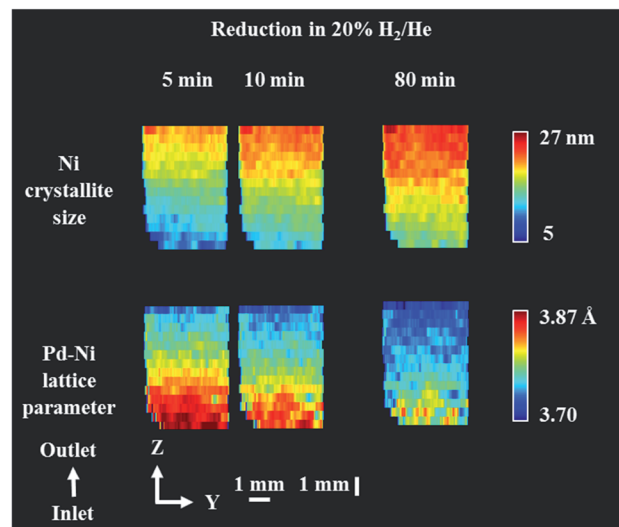 Reduction in 20% H₂/He
5 min 10 min 80 min
Ni
crystallite
size
27 nm
5
Pd-Ni
lattice
parameter
3.87 Å
3.70
Outlet
Inlet
Z
Y
1 mm 1 mm